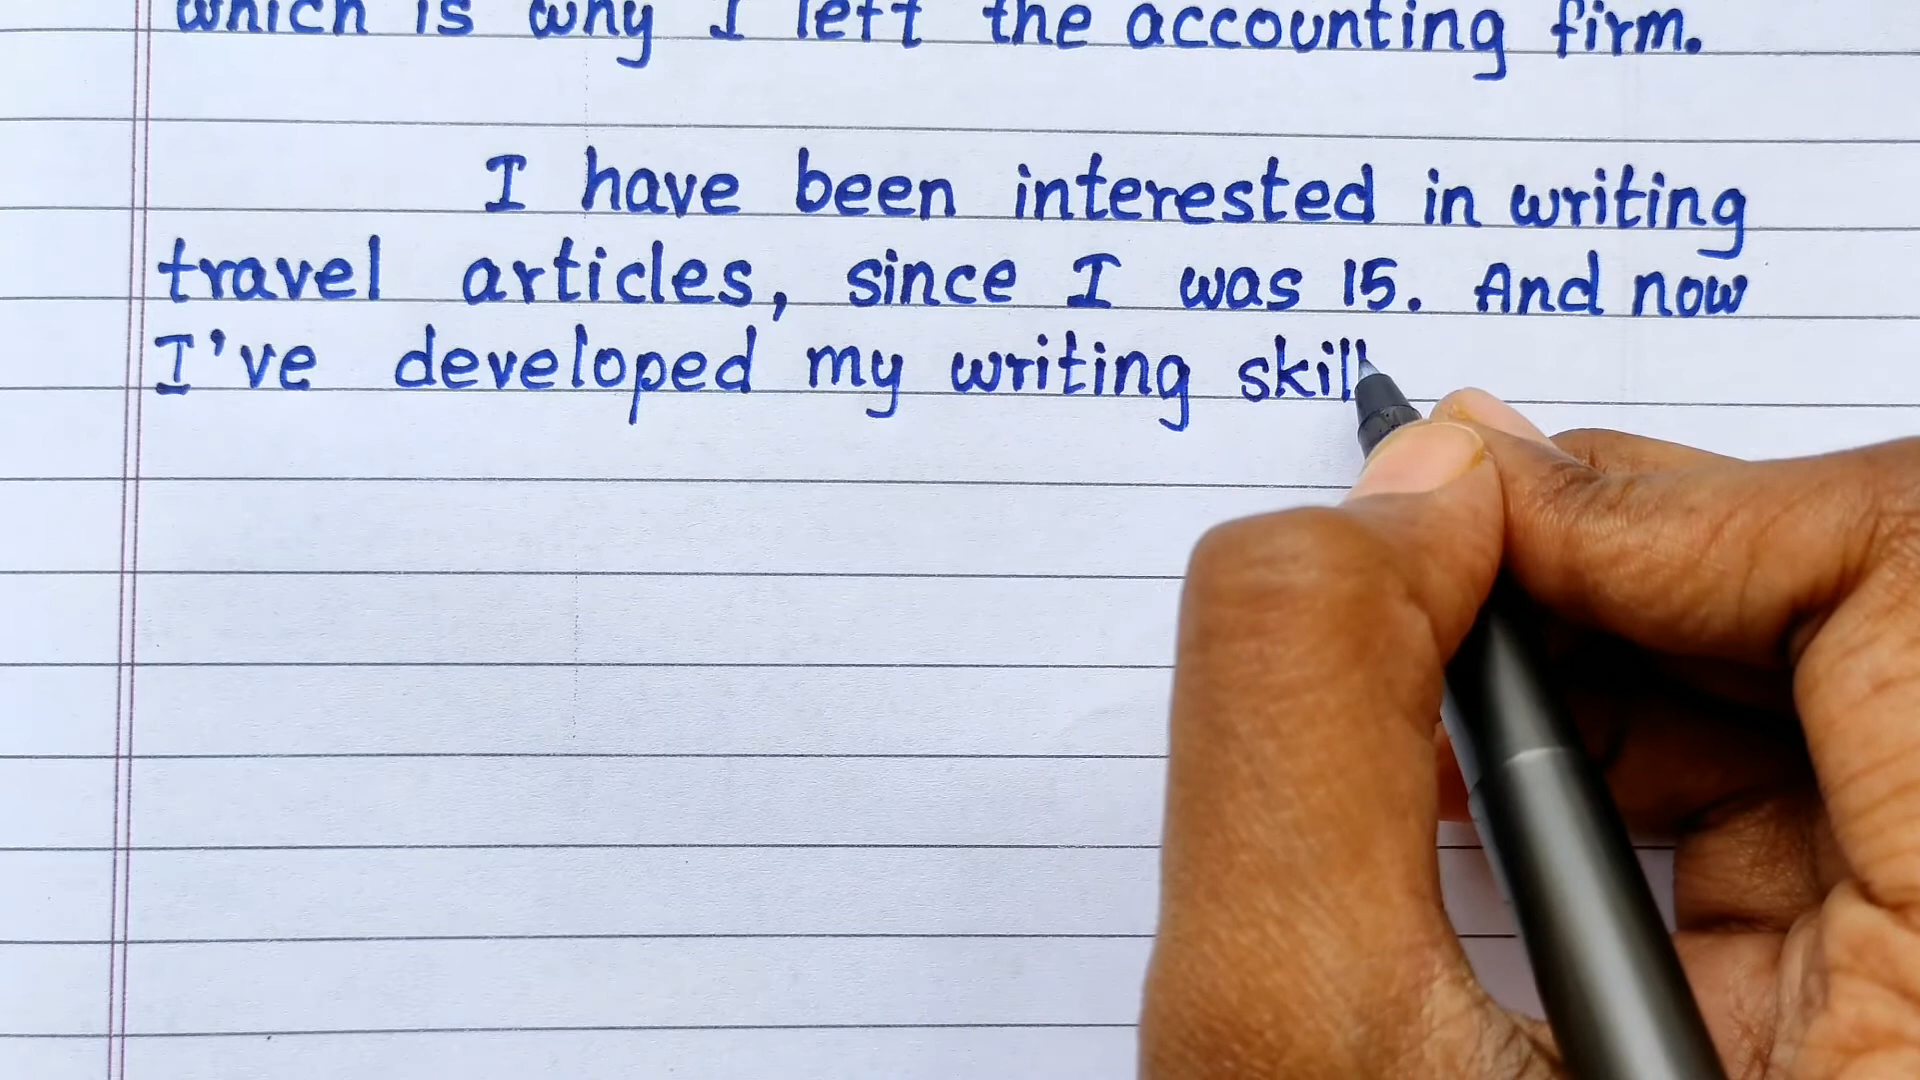 which is why I left the accounting firm.
I have been interested in writing
travel articles, since I was 15. And now
I've developed my writing skill